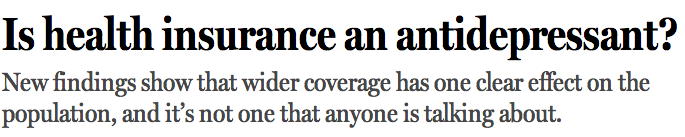 Is health insurance an antidepressant?
New findings show that wider coverage has one clear effect on the
population, and it’s not one that anyone is talking about.